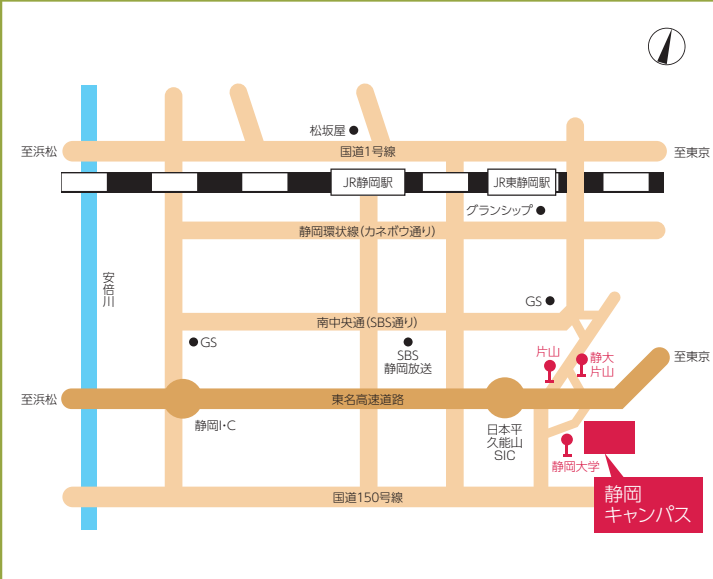 松坂屋
至浜松
国道1号線
至東京
JR静岡駅
JR東静岡駅
グランシップ
静岡環状線(カネボウ通り)
安倍川
GS
南中央通(SBS通り)
GS
SBS
静岡放送
片山
静大
片山
至東京
至浜松
東名高速道路
静岡I・C
日本平
久能山
SIC
静岡大学
静岡
キャンパス
国道150号線